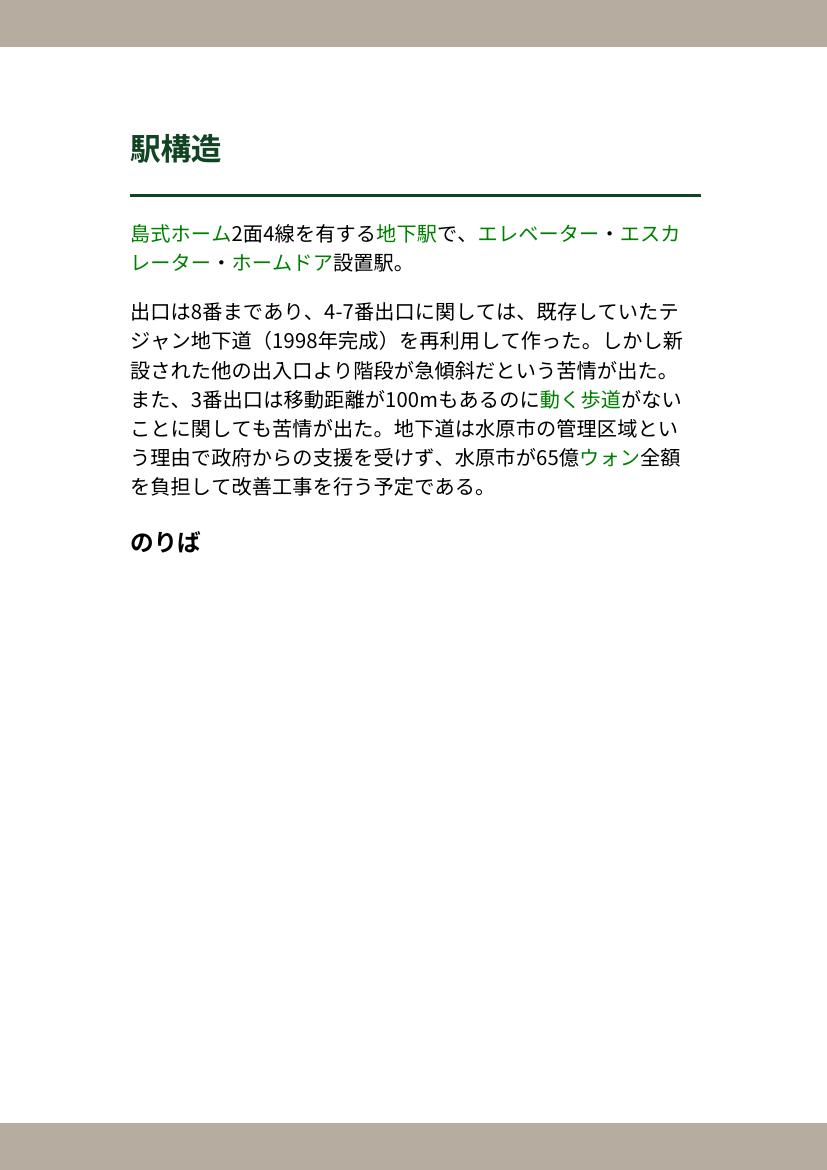 駅構造
島式ホーム2面4線を有する地下駅で、エレベーター・エスカ
レーター・ホームドア設置駅。
出口は8番まであり、4-7番出口に関しては、既存していたテ
ジャン地下道（1998年完成）を再利用して作った。しかし新
設された他の出入口より階段が急傾斜だという苦情が出た。
また、3番出口は移動距離が100mもあるのに動く歩道がない
ことに関しても苦情が出た。地下道は水原市の管理区域とい
う理由で政府からの支援を受けず、水原市が65億ウォン全額
を負担して改善工事を行う予定である。
のりば